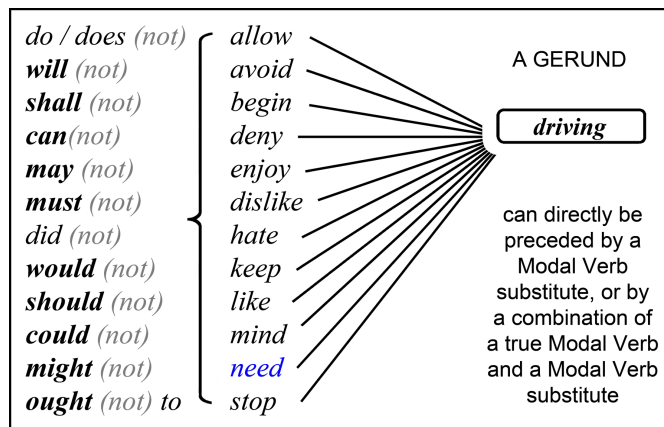 do / does (not)
will (not)
shall (not)
can(not)
may (not)
must (not)
did (not)
would (not)
should (not)
could (not)
might (not)
ought (not) to
allow
avoid
begin
deny
enjoy
dislike
hate
keep
like
mind
need
stop
A GERUND
driving
can directly be
preceded by a
Modal Verb
substitute, or by
a combination of
a true Modal Verb
and a Modal Verb
substitute